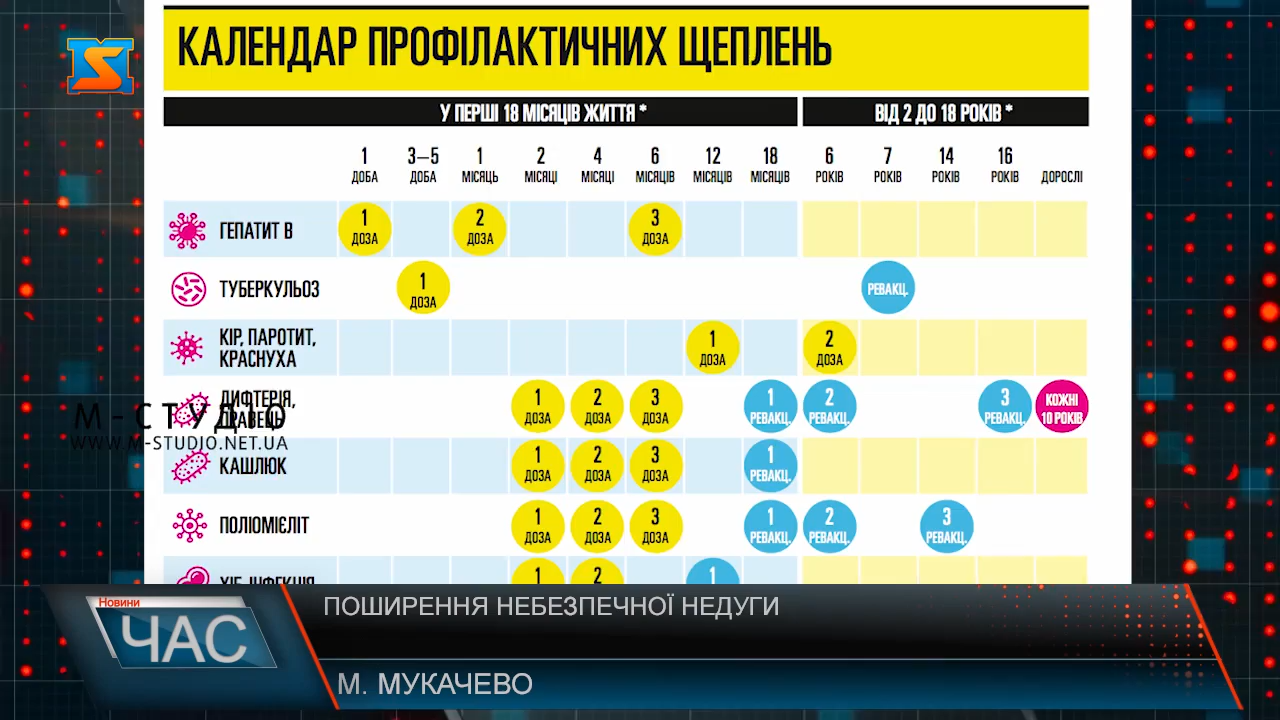 КАЛЕНДАР ПРОФІЛАКТИЧНИХ ЩЕПЛЕНЬ
У ПЕРШІ 18 МІСЯЦІВ ЖИТТЯ * ВІД 2 ДО 18 РОКІВ *
1 3–5 1 2 4 6 12 18 6 7 14 16
ДОБА ДОБА МІСЯЦЬ МІСЯЦІ МІСЯЦІ МІСЯЦІВ МІСЯЦІВ МІСЯЦІВ РОКІВ РОКІВ РОКІВ РОКІВ ДОРОСЛІ
ГЕПАТИТ В 1 ДОЗА 2 ДОЗА 3 ДОЗА
ТУБЕРКУЛЬОЗ 1 ДОЗА РЕВАКЦ.
КІР, ПАРОТИТ,
КРАСНУХА 1 ДОЗА 2 ДОЗА
ДИФТЕРІЯ,
ПРАВЕЦЬ 1 ДОЗА 2 ДОЗА 3 ДОЗА 1 РЕВАКЦ. 2 РЕВАКЦ. 3 РЕВАКЦ. КОЖНІ 10 РОКІВ
М-СТУДІО
WWW.M-STUDIO.NET.UA
КАШЛЮК 1 ДОЗА 2 ДОЗА 3 ДОЗА 1 РЕВАКЦ.
ПОЛІОМІЄЛІТ 1 ДОЗА 2 ДОЗА 3 ДОЗА 1 РЕВАКЦ. 2 РЕВАКЦ. 3 РЕВАКЦ.
ХІБ-ІНФЕКЦІЯ 1 2 1
Новини
ЧАС
ПОШИРЕННЯ НЕБЕЗПЕЧНОЇ НЕДУГИ
М. МУКАЧЕВО